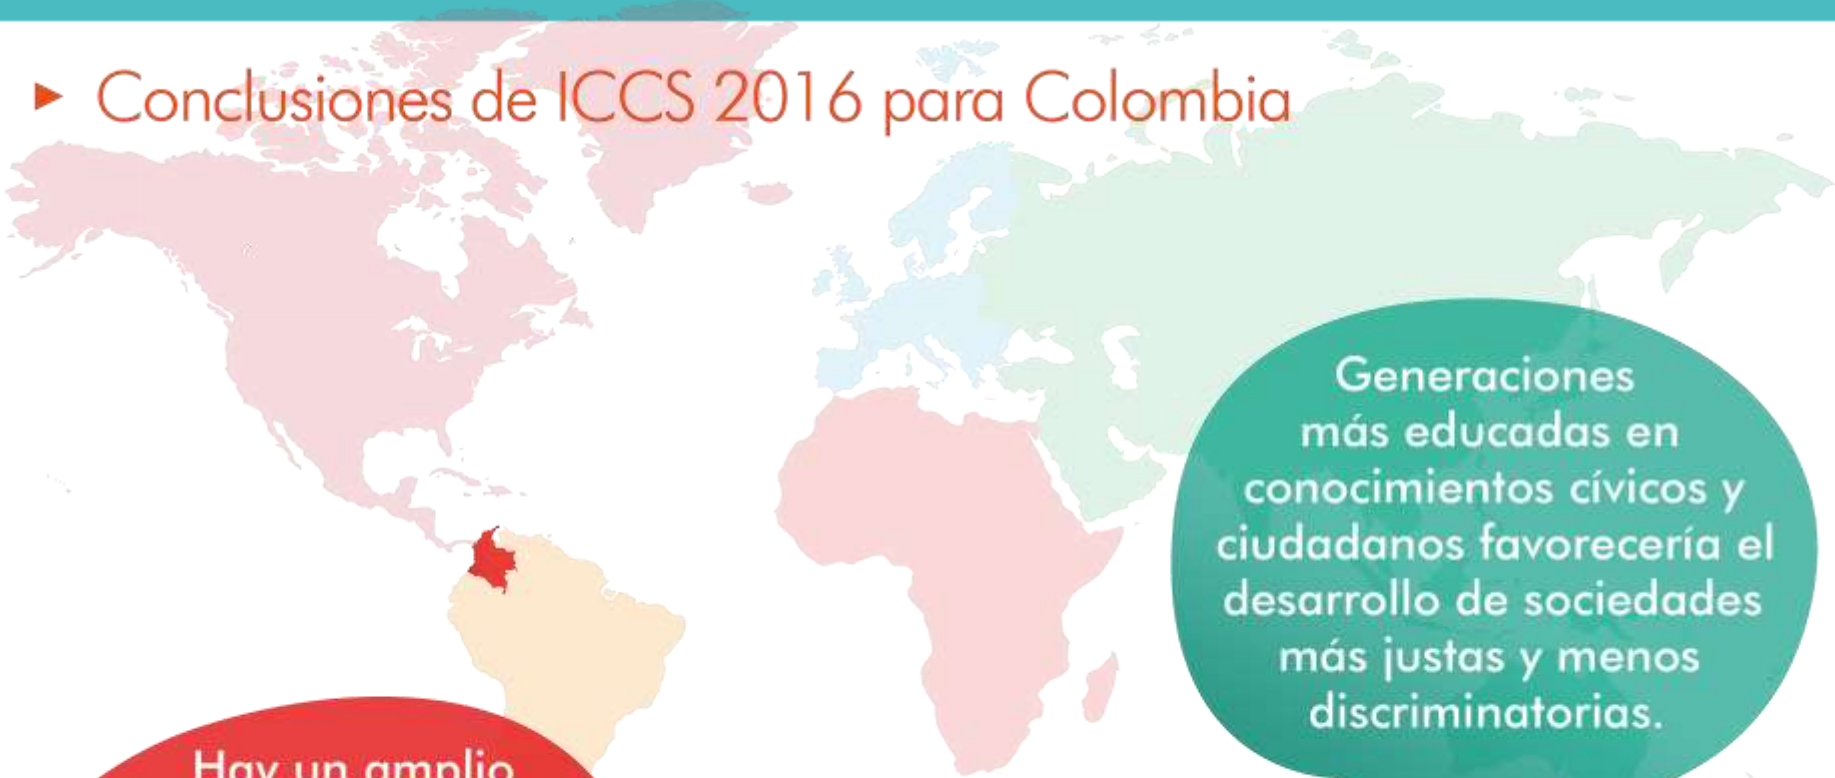 Conclusiones de ICCS 2016 para Colombia
Generaciones
más educadas en
conocimientos cívicos y
ciudadanos favorecería el
desarrollo de sociedades
más justas y menos
discriminatorias.
Hay un amplio